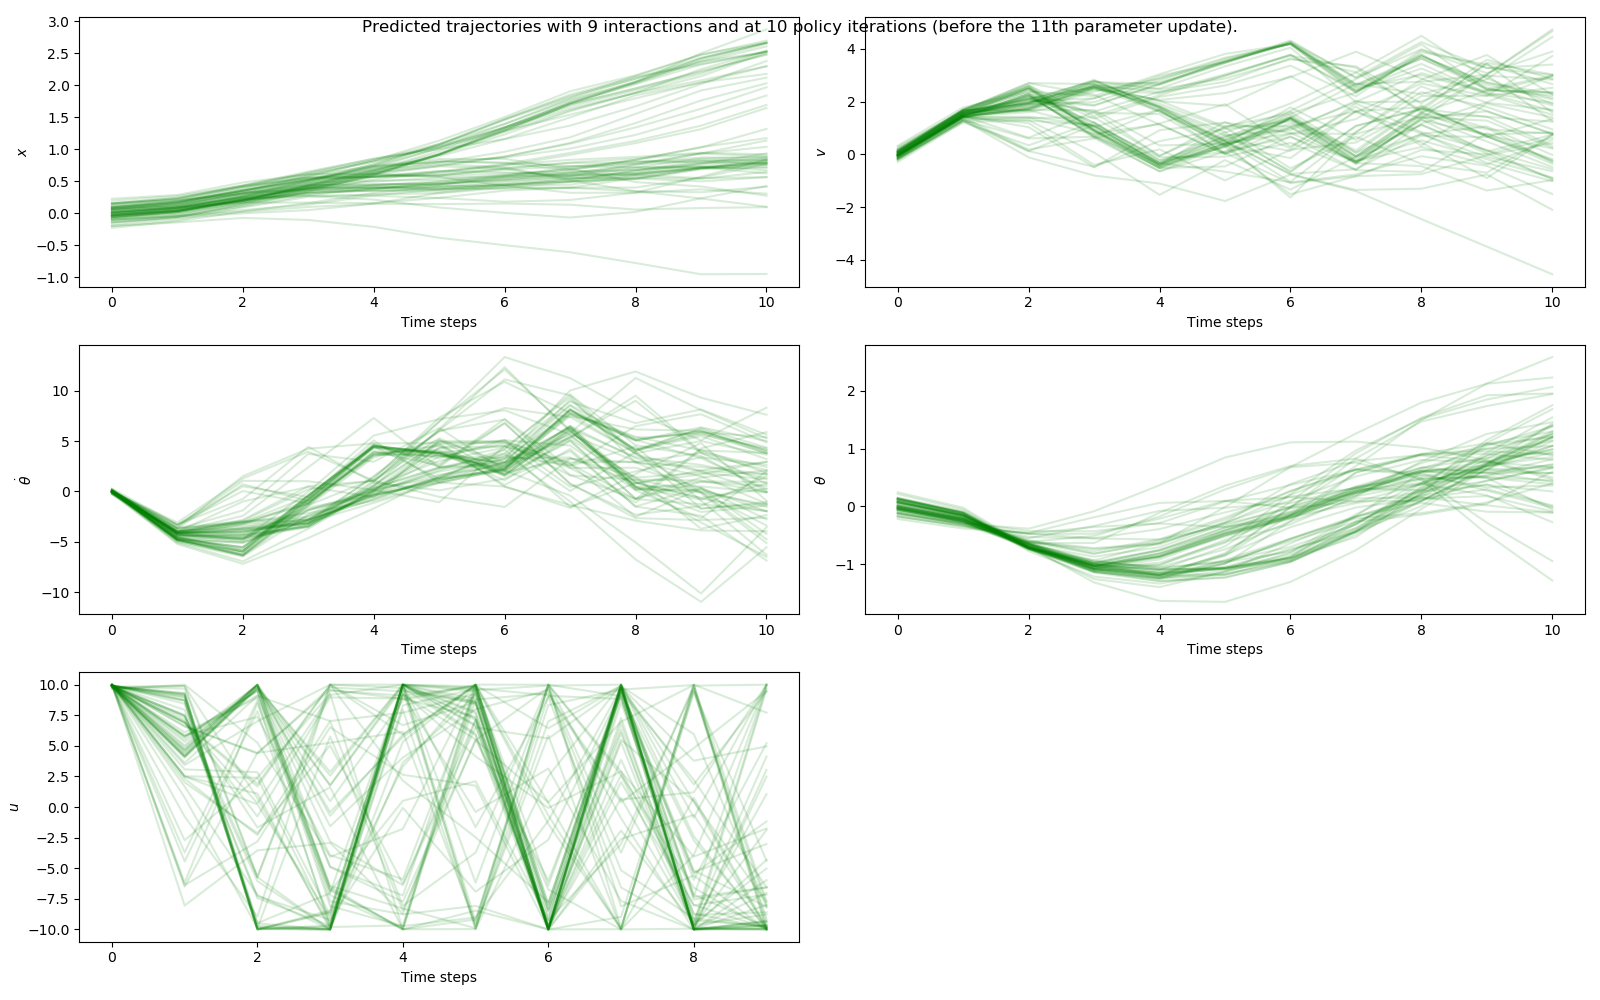 Predicted trajectories with 9 interactions and at 10 policy iterations (before the 11th parameter update).
3.0
2.5
2.0
1.5
1.0
0.5
0.0
−0.5
−1.0
x
0 2 4 6 8 10
Time steps
4
2
0
−2
−4
v
0 2 4 6 8 10
Time steps
10
5
0
−5
−10
θ̇
0 2 4 6 8 10
Time steps
2
1
0
−1
θ
0 2 4 6 8 10
Time steps
10.0
7.5
5.0
2.5
0.0
−2.5
−5.0
−7.5
−10.0
u
0 2 4 6 8
Time steps